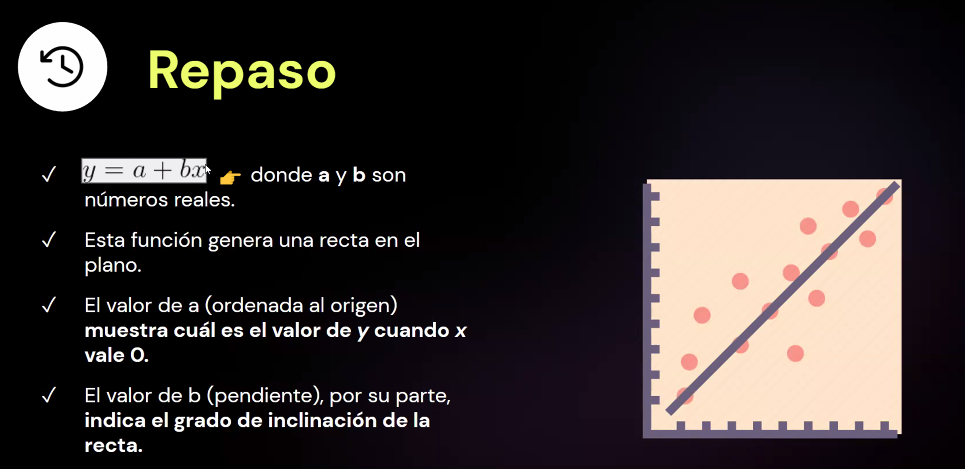 Repaso
✓ y = a + bx 👉 donde a y b son
números reales.
✓ Esta función genera una recta en el
plano.
✓ El valor de a (ordenada al origen)
muestra cuál es el valor de y cuando x
vale 0.
✓ El valor de b (pendiente), por su parte,
indica el grado de inclinación de la
recta.